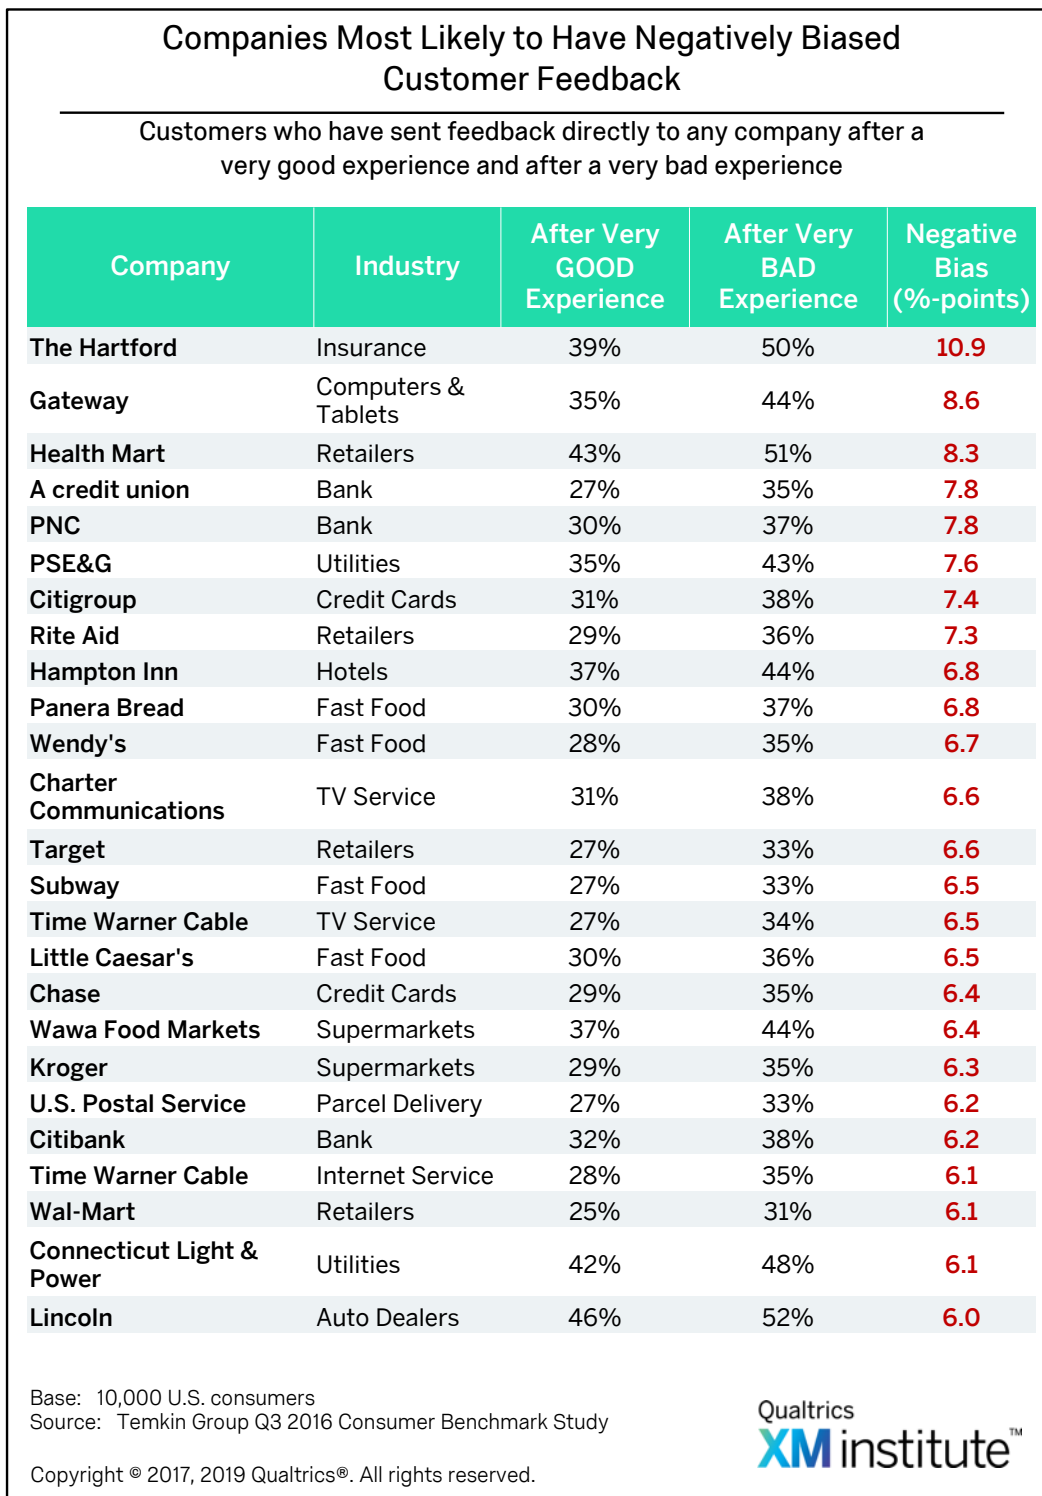 Companies Most Likely to Have Negatively Biased
Customer Feedback
Customers who have sent feedback directly to any company after a
very good experience and after a very bad experience
Company Industry After Very GOOD Experience After Very BAD Experience Negative Bias (%-points)
The Hartford Insurance 39% 50% 10.9
Gateway Computers & Tablets 35% 44% 8.6
Health Mart Retailers 43% 51% 8.3
A credit union Bank 27% 35% 7.8
PNC Bank 30% 37% 7.8
PSE&G Utilities 35% 43% 7.6
Citigroup Credit Cards 31% 38% 7.4
Rite Aid Retailers 29% 36% 7.3
Hampton Inn Hotels 37% 44% 6.8
Panera Bread Fast Food 30% 37% 6.8
Wendy's Fast Food 28% 35% 6.7
Charter Communications TV Service 31% 38% 6.6
Target Retailers 27% 33% 6.6
Subway Fast Food 27% 33% 6.5
Time Warner Cable TV Service 27% 34% 6.5
Little Caesar's Fast Food 30% 36% 6.5
Chase Credit Cards 29% 35% 6.4
Wawa Food Markets Supermarkets 37% 44% 6.4
Kroger Supermarkets 29% 35% 6.3
U.S. Postal Service Parcel Delivery 27% 33% 6.2
Citibank Bank 32% 38% 6.2
Time Warner Cable Internet Service 28% 35% 6.1
Wal-Mart Retailers 25% 31% 6.1
Connecticut Light & Power Utilities 42% 48% 6.1
Lincoln Auto Dealers 46% 52% 6.0
Base: 10,000 U.S. consumers
Source: Temkin Group Q3 2016 Consumer Benchmark Study
Copyright © 2017, 2019 Qualtrics®. All rights reserved.
Qualtrics
XM institute™